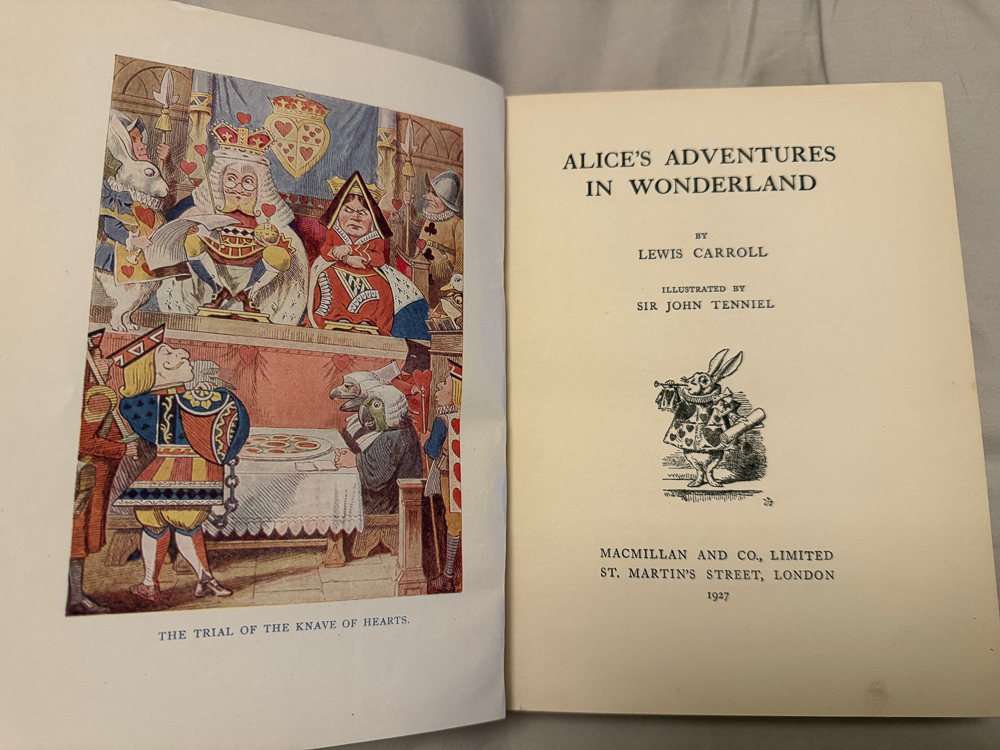 THE TRIAL OF THE KNAVE OF HEARTS.
ALICE'S ADVENTURES
IN WONDERLAND
BY
LEWIS CARROLL
ILLUSTRATED BY
SIR JOHN TENNIEL
MACMILLAN AND CO., LIMITED
ST. MARTIN'S STREET, LONDON
1927